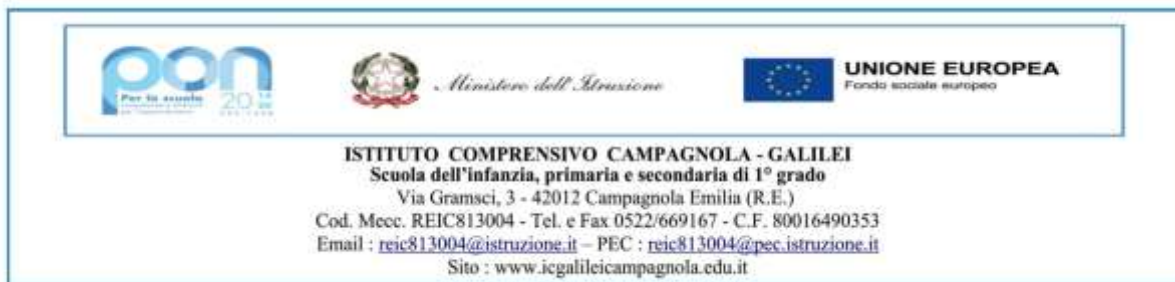 pon
Per la scuola
20
Ministero dell'Istruzione
UNIONE EUROPEA
Fondo sociale europeo
ISTITUTO COMPRENSIVO CAMPAGNOLA - GALILEI
Scuola dell'infanzia, primaria e secondaria di 1° grado
Via Gramsci, 3 - 42012 Campagnola Emilia (R.E.)
Cod. Mecc. REIC813004 - Tel. e Fax 0522/669167 - C.F. 80016490353
Email : reic813004@istruzione.it – PEC : reic813004@pec.istruzione.it
Sito : www.icgalileicampagnola.edu.it